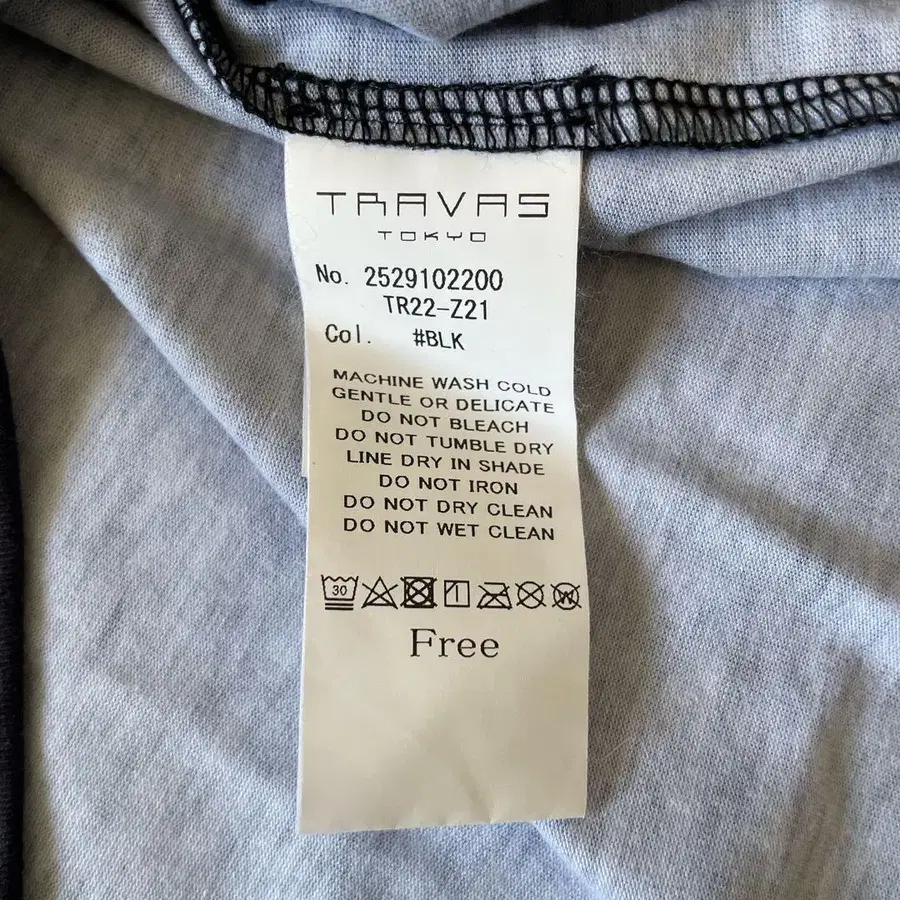 TRAVAS
TOKYO
No. 2529102200
TR22-Z21
Col. #BLK
MACHINE WASH COLD
GENTLE OR DELICATE
DO NOT BLEACH
DO NOT TUMBLE DRY
LINE DRY IN SHADE
DO NOT IRON
DO NOT DRY CLEAN
DO NOT WET CLEAN
30 W
Free